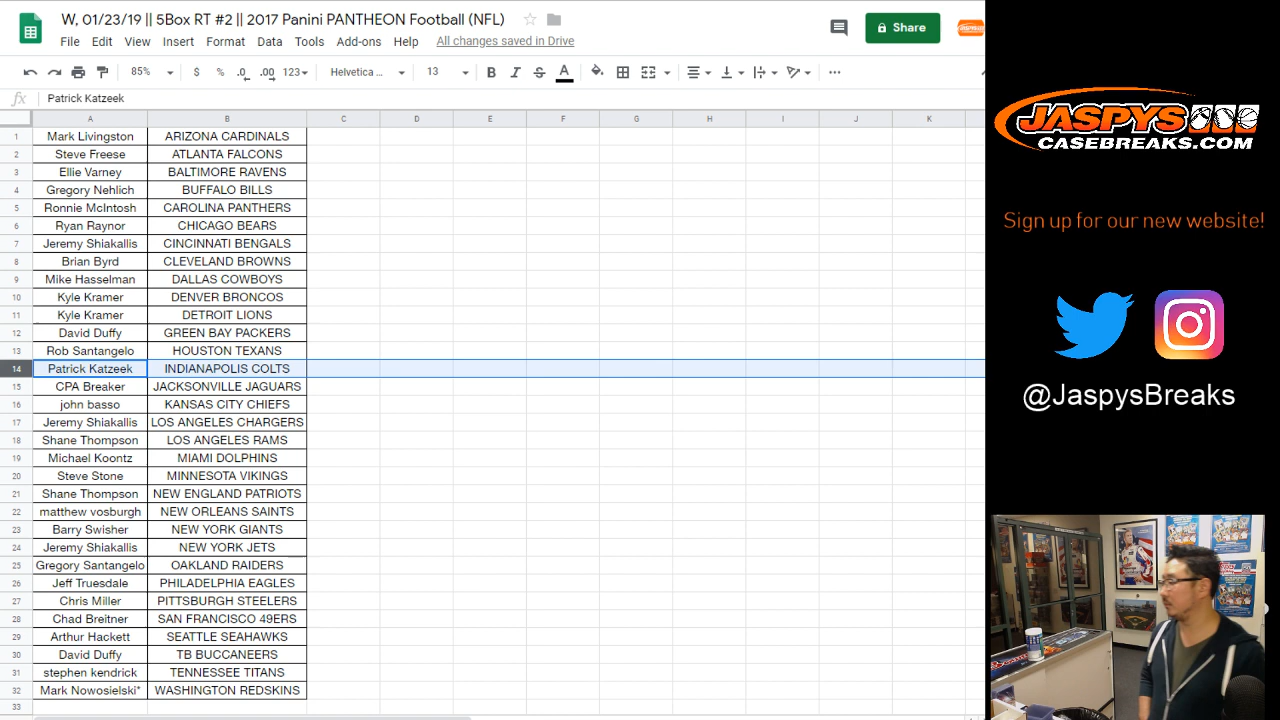 W, 01/23/19 || 5Box RT #2 || 2017 Panini PANTHEON Football (NFL)
File Edit View Insert Format Data Tools Add-ons Help All changes saved in Drive
Share
85% $ % .0 .00 123 Helvetica ... 13 B I S A
fx Patrick Katzeek
A B C D E F G H I J K
1 Mark Livingston ARIZONA CARDINALS
2 Steve Freese ATLANTA FALCONS
3 Ellie Varney BALTIMORE RAVENS
4 Gregory Nehlich BUFFALO BILLS
5 Ronnie McIntosh CAROLINA PANTHERS
6 Ryan Raynor CHICAGO BEARS
7 Jeremy Shiakallis CINCINNATI BENGALS
8 Brian Byrd CLEVELAND BROWNS
9 Mike Hasselman DALLAS COWBOYS
10 Kyle Kramer DENVER BRONCOS
11 Kyle Kramer DETROIT LIONS
12 David Duffy GREEN BAY PACKERS
13 Rob Santangelo HOUSTON TEXANS
14 Patrick Katzeek INDIANAPOLIS COLTS
15 CPA Breaker JACKSONVILLE JAGUARS
16 john basso KANSAS CITY CHIEFS
17 Jeremy Shiakallis LOS ANGELES CHARGERS
18 Shane Thompson LOS ANGELES RAMS
19 Michael Koontz MIAMI DOLPHINS
20 Steve Stone MINNESOTA VIKINGS
21 Shane Thompson NEW ENGLAND PATRIOTS
22 matthew vosburgh NEW ORLEANS SAINTS
23 Barry Swisher NEW YORK GIANTS
24 Jeremy Shiakallis NEW YORK JETS
25 Gregory Santangelo OAKLAND RAIDERS
26 Jeff Truesdale PHILADELPHIA EAGLES
27 Chris Miller PITTSBURGH STEELERS
28 Chad Breitner SAN FRANCISCO 49ERS
29 Arthur Hackett SEATTLE SEAHAWKS
30 David Duffy TB BUCCANEERS
31 stephen kendrick TENNESSEE TITANS
32 Mark Nowosielski* WASHINGTON REDSKINS
33
JASPYS
CASEBREAKS.COM
Sign up for our new website!
@JaspysBreaks